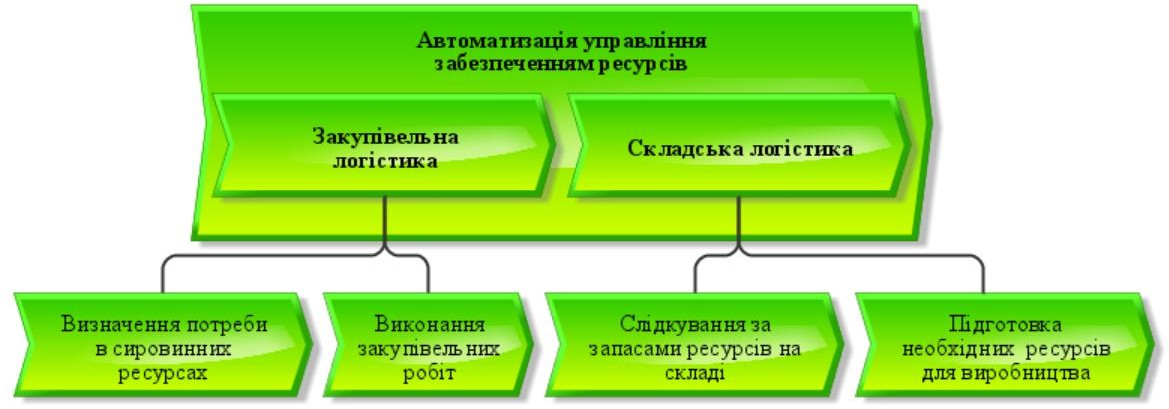 Автоматизація управління
забезпеченням ресурсів
Закупівельна
логістика
Складська логістика
Визначення потреби
в сировинних
ресурсах
Виконання
закупівельних
робіт
Слідкування за
запасами ресурсів на
складі
Підготовка
необхідних ресурсів
для виробництва